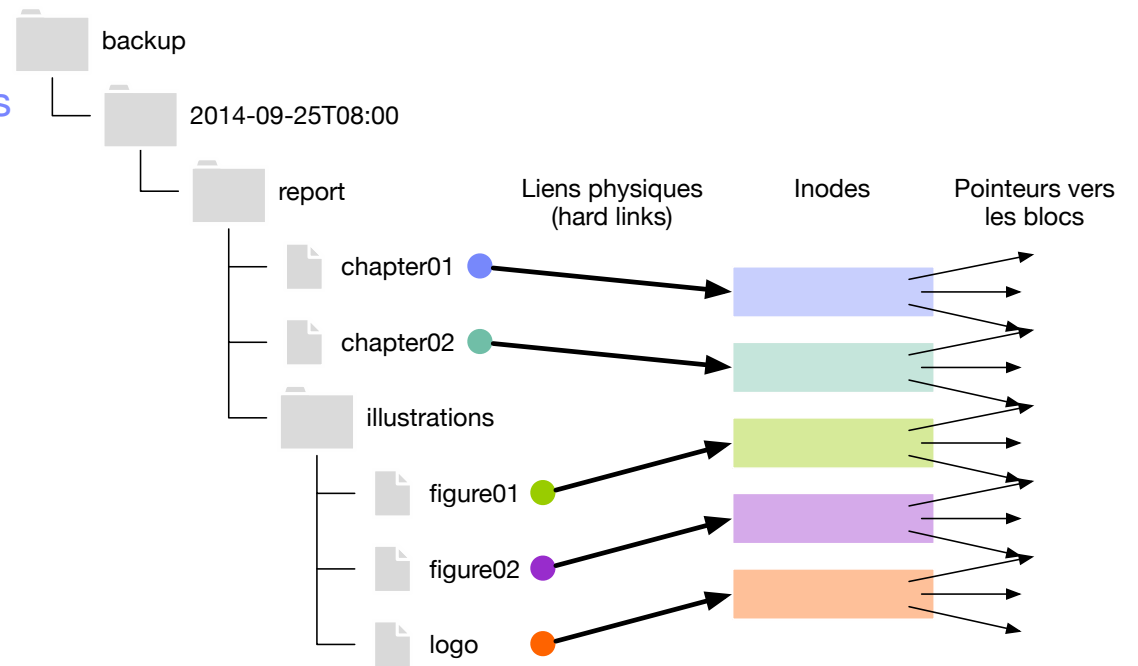 backup
s
2014-09-25T08:00
report
Liens physiques
(hard links)
Inodes
Pointeurs vers
les blocs
chapter01
chapter02
illustrations
figure01
figure02
logo